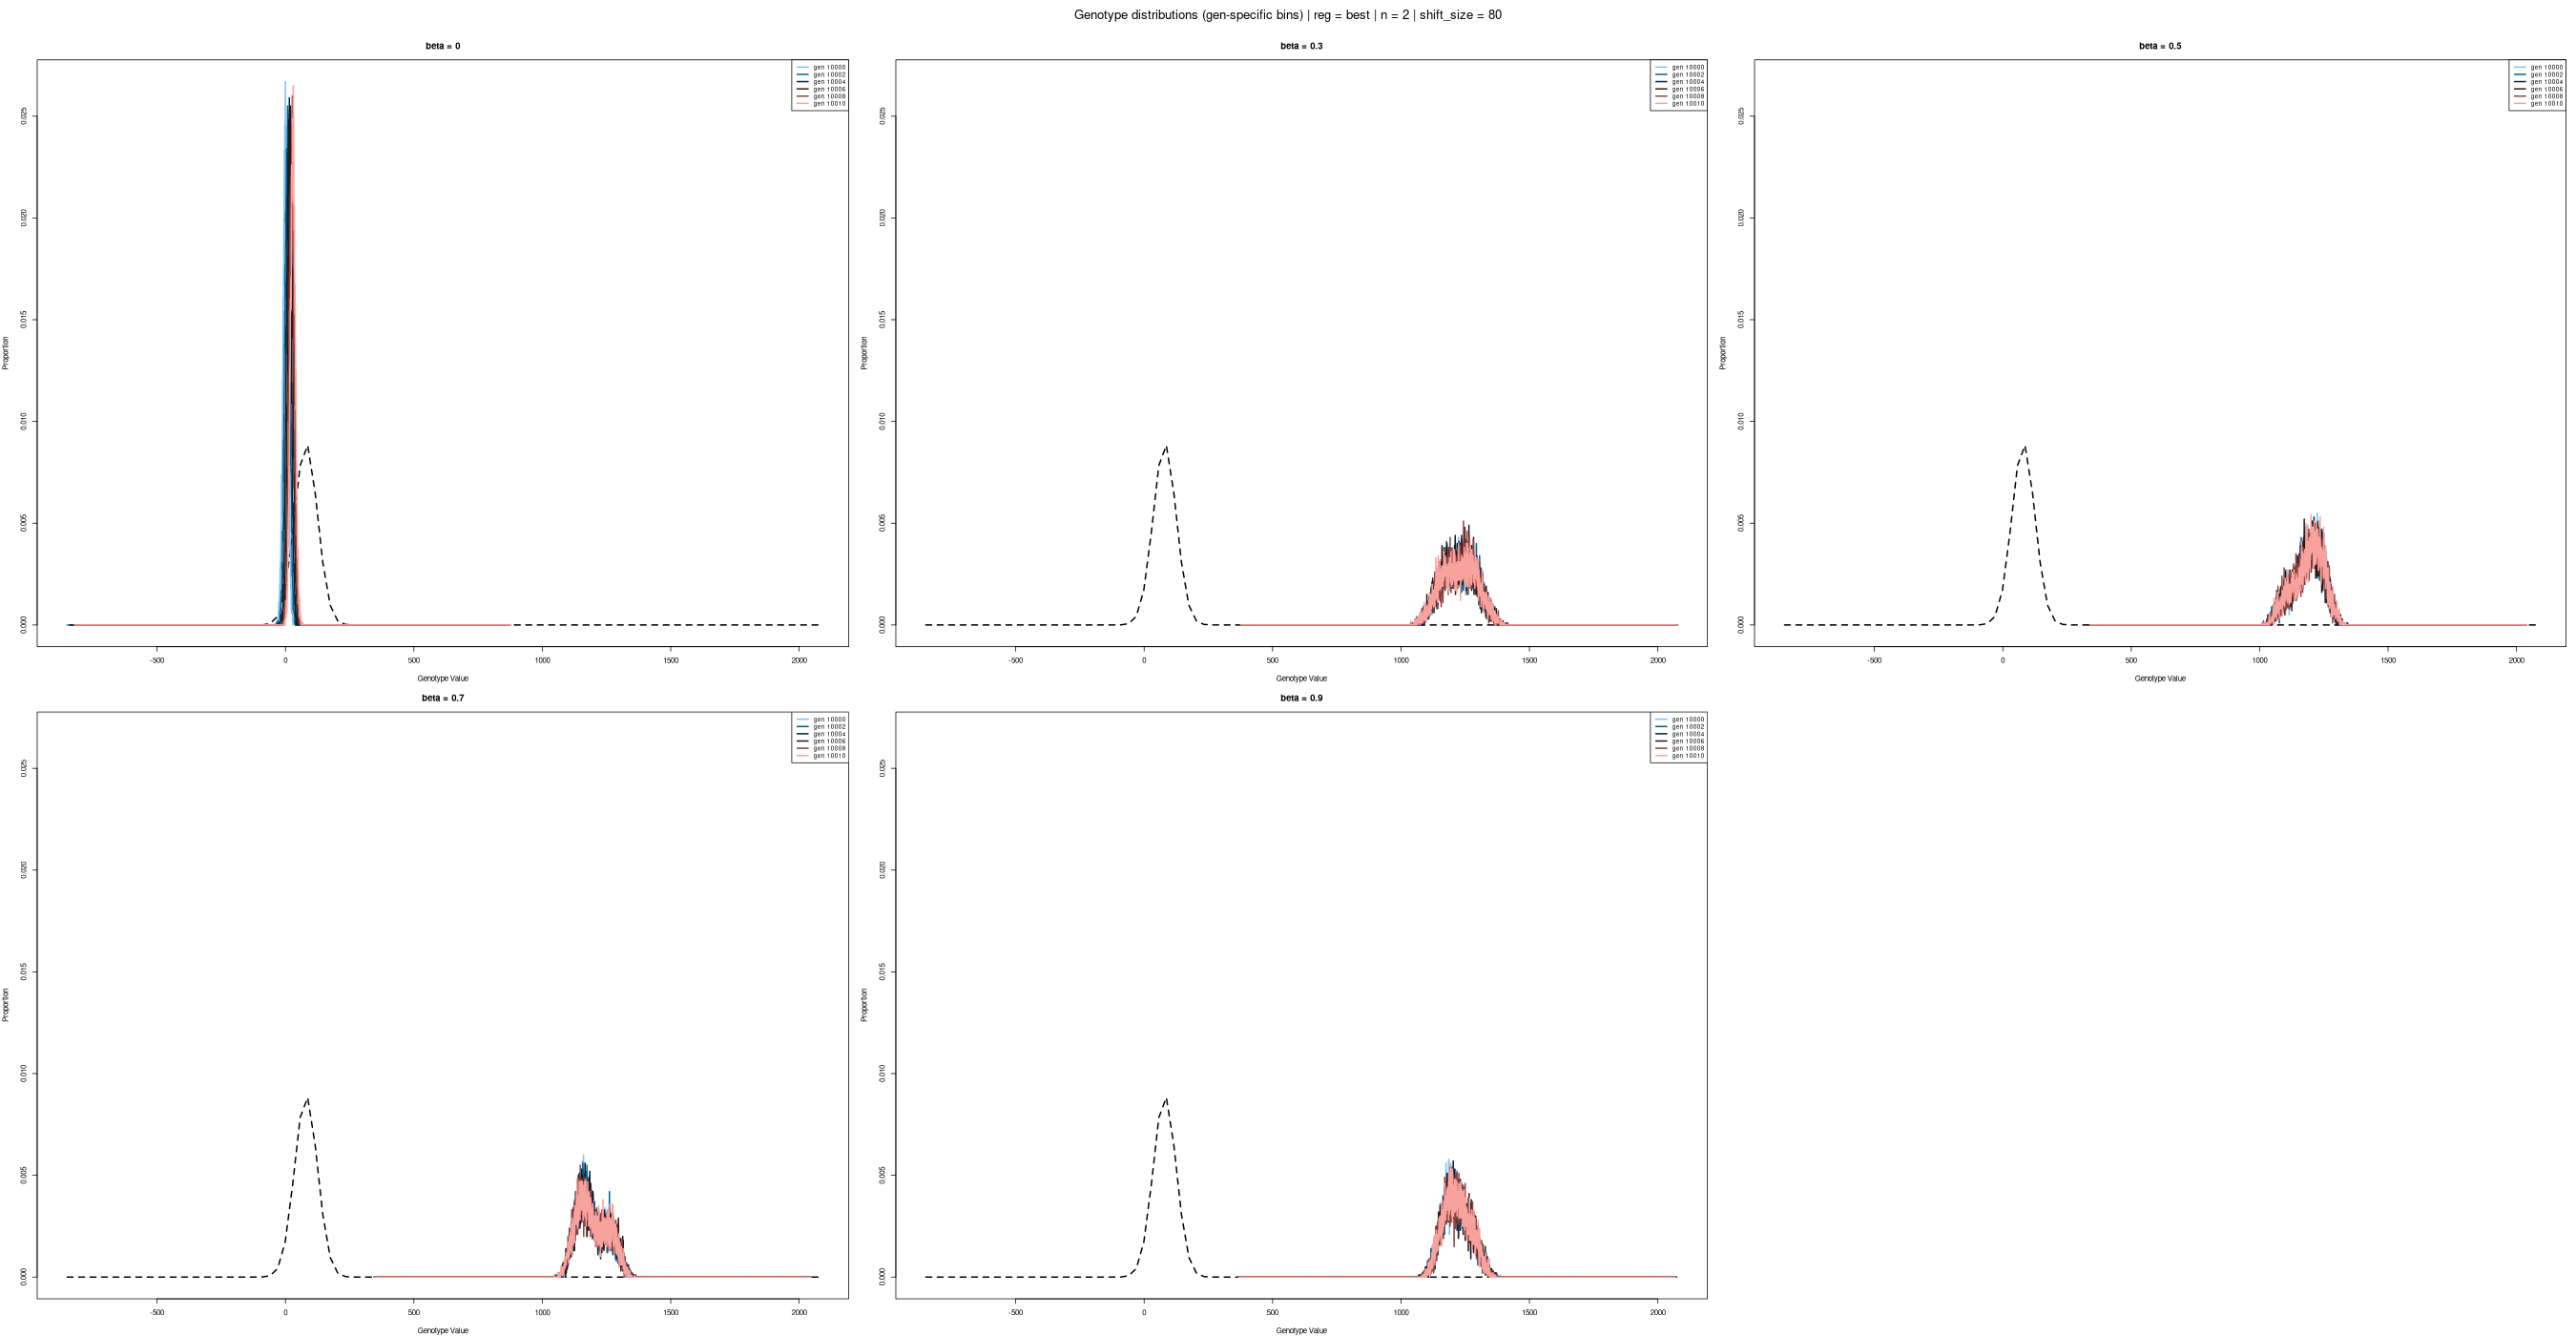 Genotype distributions (gen-specific bins) | reg = best | n = 2 | shift_size = 80
beta = 0
gen 10000
gen 10002
gen 10004
gen 10006
gen 10008
gen 10010
Proportion
0.025
0.020
0.015
0.010
0.005
0.000
-500 0 500 1000 1500 2000
Genotype Value
beta = 0.3
gen 10000
gen 10002
gen 10004
gen 10006
gen 10008
gen 10010
Proportion
0.025
0.020
0.015
0.010
0.005
0.000
-500 0 500 1000 1500 2000
Genotype Value
beta = 0.5
gen 10000
gen 10002
gen 10004
gen 10006
gen 10008
gen 10010
Proportion
0.025
0.020
0.015
0.010
0.005
0.000
-500 0 500 1000 1500 2000
Genotype Value
beta = 0.7
gen 10000
gen 10002
gen 10004
gen 10006
gen 10008
gen 10010
Proportion
0.025
0.020
0.015
0.010
0.005
0.000
-500 0 500 1000 1500 2000
Genotype Value
beta = 0.9
gen 10000
gen 10002
gen 10004
gen 10006
gen 10008
gen 10010
Proportion
0.025
0.020
0.015
0.010
0.005
0.000
-500 0 500 1000 1500 2000
Genotype Value